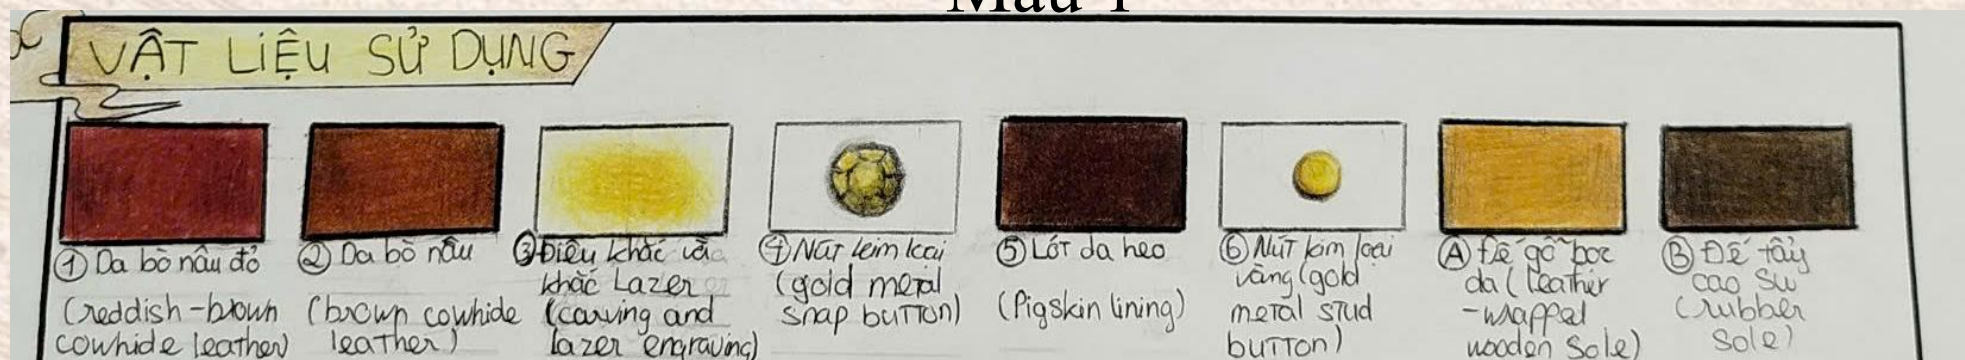 Mẫu 1
VẬT LIỆU SỬ DỤNG
① Da bò nâu đỏ
(reddish-brown
cowhide leather)
② Da bò nâu
(brown cowhide
leather)
③ Điêu khắc và
khắc Lazer
(carving and
lazer engraving)
④ Nút kim loại
(gold metal
snap button)
⑤ Lót da heo
(Pigskin lining)
⑥ Nút kim loại
vàng (gold
metal stud
button)
Ⓐ Đế gỗ bọc
da (leather
-wrapped
wooden sole)
Ⓑ Đế tẩy
cao su
(rubber
sole)